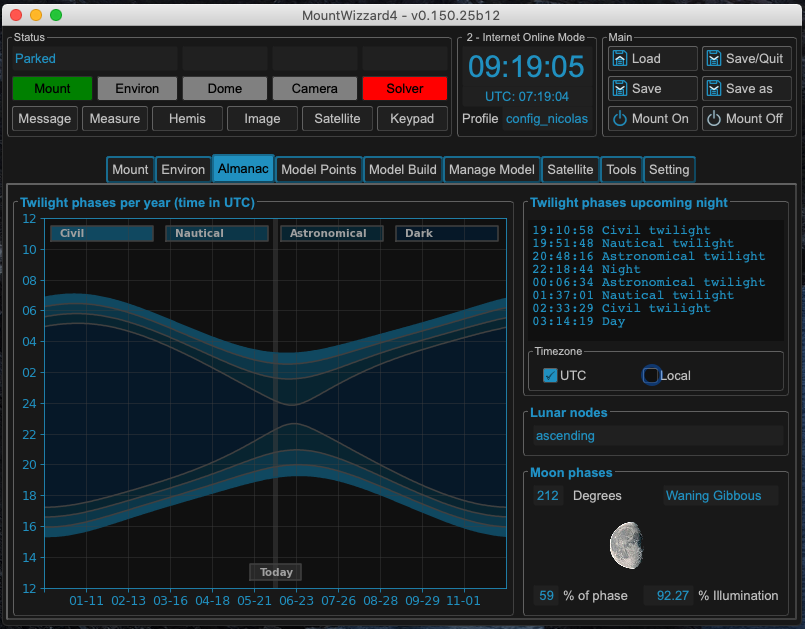 MountWizzard4 - v0.150.25b12
Status
Parked
Mount Environ Dome Camera Solver
Message Measure Hemis Image Satellite Keypad
2 - Internet Online Mode
09:19:05
UTC: 07:19:04
Profile config_nicolas
Main
Load Save/Quit
Save Save as
Mount On Mount Off
Mount Environ Almanac Model Points Model Build Manage Model Satellite Tools Setting
Twilight phases per year (time in UTC)
Civil Nautical Astronomical Dark
12
10
08
06
04
02
24
22
20
18
16
14
12
Today
01-11 02-13 03-16 04-18 05-21 06-23 07-26 08-28 09-29 11-01
Twilight phases upcoming night
19:10:58 Civil twilight
19:51:48 Nautical twilight
20:48:16 Astronomical twilight
22:18:44 Night
00:06:34 Astronomical twilight
01:37:01 Nautical twilight
02:33:29 Civil twilight
03:14:19 Day
Timezone
UTC Local
Lunar nodes
ascending
Moon phases
212 Degrees Waning Gibbous
59 % of phase 92.27 % Illumination